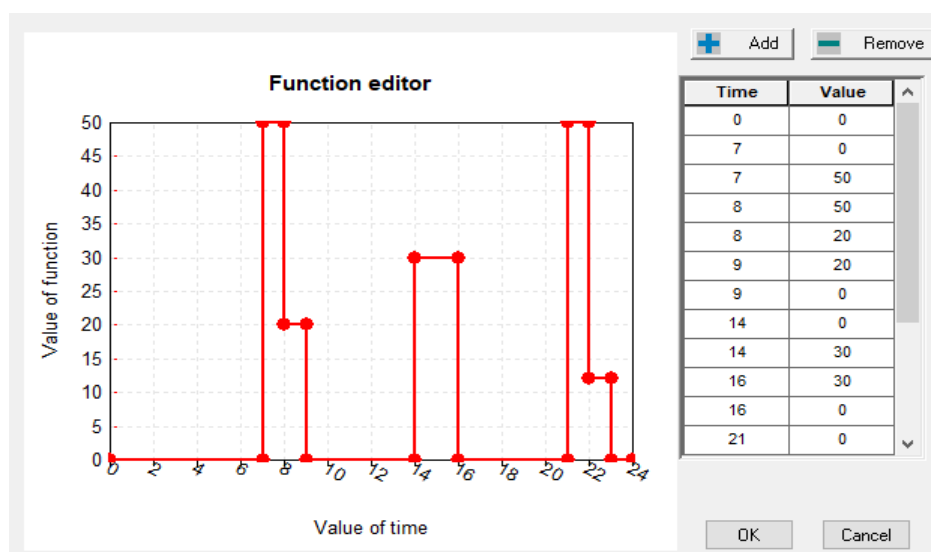 Add
Remove
Function editor
Value of function
50
45
40
35
30
25
20
15
10
5
0
0 2 4 6 8 10 12 14 16 18 20 22 24
Value of time
Time Value
0 0
7 0
7 50
8 50
8 20
9 20
9 0
14 0
14 30
16 30
16 0
21 0
OK
Cancel